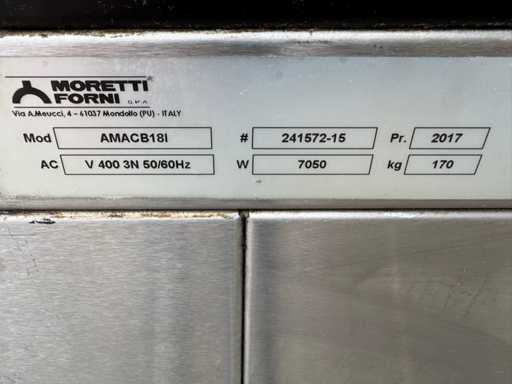 MORETTI
FORNI S.P.A.
Via A.Meucci, 4 - 61037 Mondolfo (PU) - ITALY
Mod AMACB18I # 241572-15 Pr. 2017
AC V 400 3N 50/60Hz W 7050 kg 170